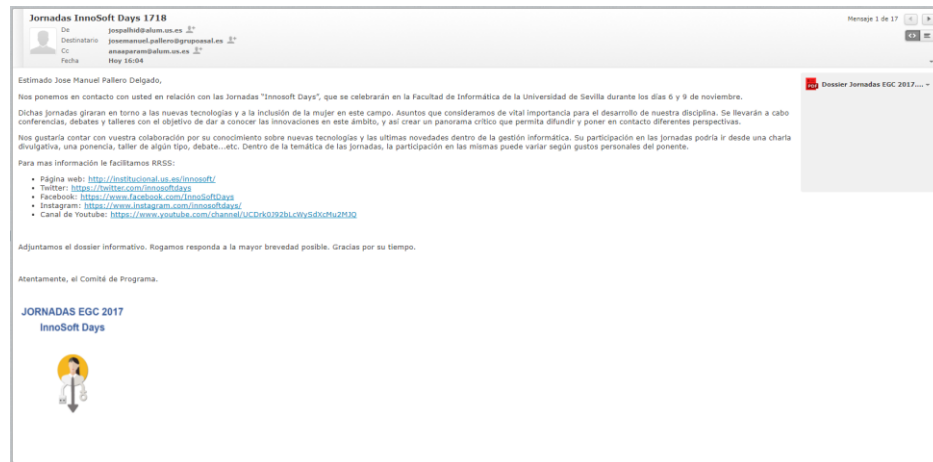 Jornadas InnoSoft Days 1718
Mensaje 1 de 17
De jospalhid@alum.us.es
Destinatario josemanuel.pallero@grupoasal.es
Cc anaaparam@alum.us.es
Fecha Hoy 16:04
Estimado Jose Manuel Pallero Delgado,
Dossier Jornadas EGC 2017....
Nos ponemos en contacto con usted en relación con las Jornadas "Innosoft Days", que se celebrarán en la Facultad de Informática de la Universidad de Sevilla durante los días 6 y 9 de noviembre.
Dichas jornadas giraran en torno a las nuevas tecnologías y a la inclusión de la mujer en este campo. Asuntos que consideramos de vital importancia para el desarrollo de nuestra disciplina. Se llevarán a cabo
conferencias, debates y talleres con el objetivo de dar a conocer las innovaciones en este ámbito, y así crear un panorama crítico que permita difundir y poner en contacto diferentes perspectivas.
Nos gustaría contar con vuestra colaboración por su conocimiento sobre nuevas tecnologías y las ultimas novedades dentro de la gestión informática. Su participación en las jornadas podría ir desde una charla
divulgativa, una ponencia, taller de algún tipo, debate...etc. Dentro de la temática de las jornadas, la participación en las mismas puede variar según gustos personales del ponente.
Para mas información le facilitamos RRSS:
• Página web: http://institucional.us.es/innosoft/
• Twitter: https://twitter.com/innosoftdays
• Facebook: https://www.facebook.com/InnoSoftDays
• Instagram: https://www.instagram.com/innosoftdays/
• Canal de Youtube: https://www.youtube.com/channel/UCDrk0J92bLcWySdXcMu2MJQ
Adjuntamos el dossier informativo. Rogamos responda a la mayor brevedad posible. Gracias por su tiempo.
Atentamente, el Comité de Programa.
JORNADAS EGC 2017
InnoSoft Days